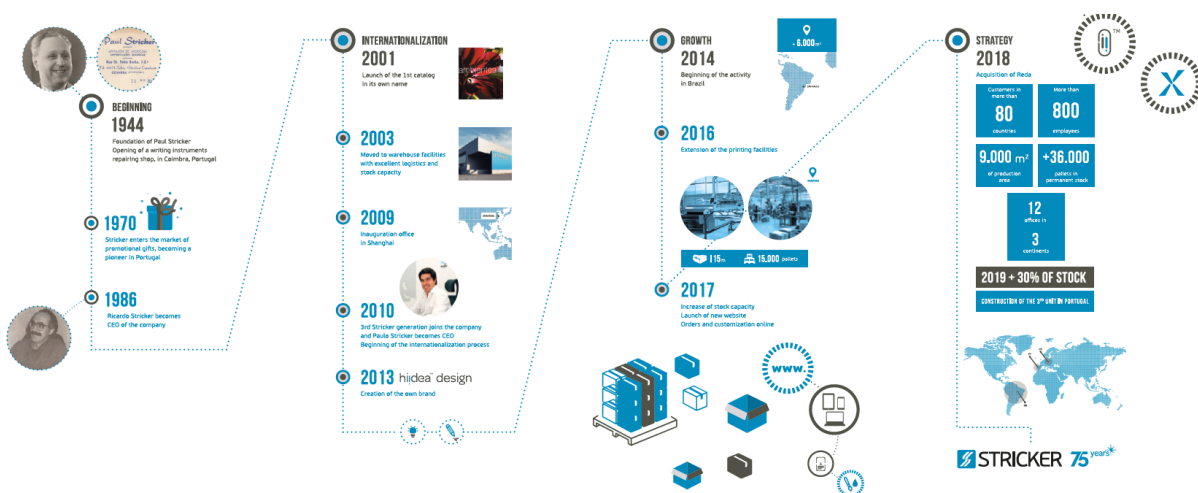 Paul Stricker
BEGINNING
1944
Foundation of Paul Stricker
Opening of a writing instruments
repairing shop, in Coimbra, Portugal
1970
Stricker enters the market of
promotional gifts, becoming a
pioneer in Portugal
1986
Ricardo Stricker becomes
CEO of the company
INTERNATIONALIZATION
2001
Launch of the 1st catalog
in its own name
2003
Moved to warehouse facilities
with excellent logistics and
stock capacity
2009
Inauguration office
in Shanghai
2010
3rd Stricker generation joins the company
and Paulo Stricker becomes CEO
Beginning of the internationalization process
2013 hi!dea™ design
Creation of the own brand
GROWTH
2014
Beginning of the activity
in Brazil
+ 6.000m²
2016
Extension of the printing facilities
15.000 pallets
2017
Increase of stock capacity
Launch of new website
Orders and customization online
www.
STRATEGY
2018
Acquisition of Reda
TM
X
Customers in
more than
80
countries
More than
800
employees
9.000 m²
of production
area
+36.000
pallets in
permanent stock
12
offices in
3
continents
2019 + 30% OF STOCK
CONSTRUCTION OF THE 3RD UNIT IN PORTUGAL
STRICKER 75 years